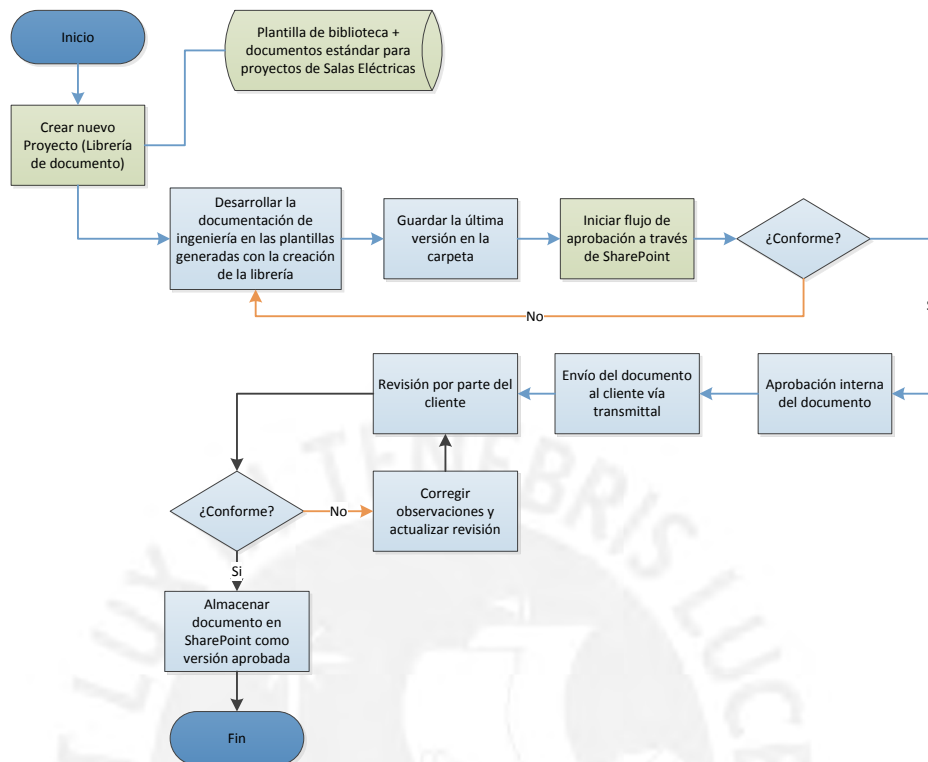 Inicio
Plantilla de biblioteca +
documentos estándar para
proyectos de Salas Eléctricas
Crear nuevo
Proyecto (Librería
de documento)
Desarrollar la
documentación de
ingeniería en las plantillas
generadas con la creación
de la librería
Guardar la última
versión en la
carpeta
Iniciar flujo de
aprobación a través
de SharePoint
¿Conforme?
No
Revisión por parte del
cliente
Envío del documento
al cliente vía
transmittal
Aprobación interna
del documento
¿Conforme?
No
Corregir
observaciones y
actualizar revisión
Si
Almacenar
documento en
SharePoint como
versión aprobada
Fin
TENEBRIS
LUX